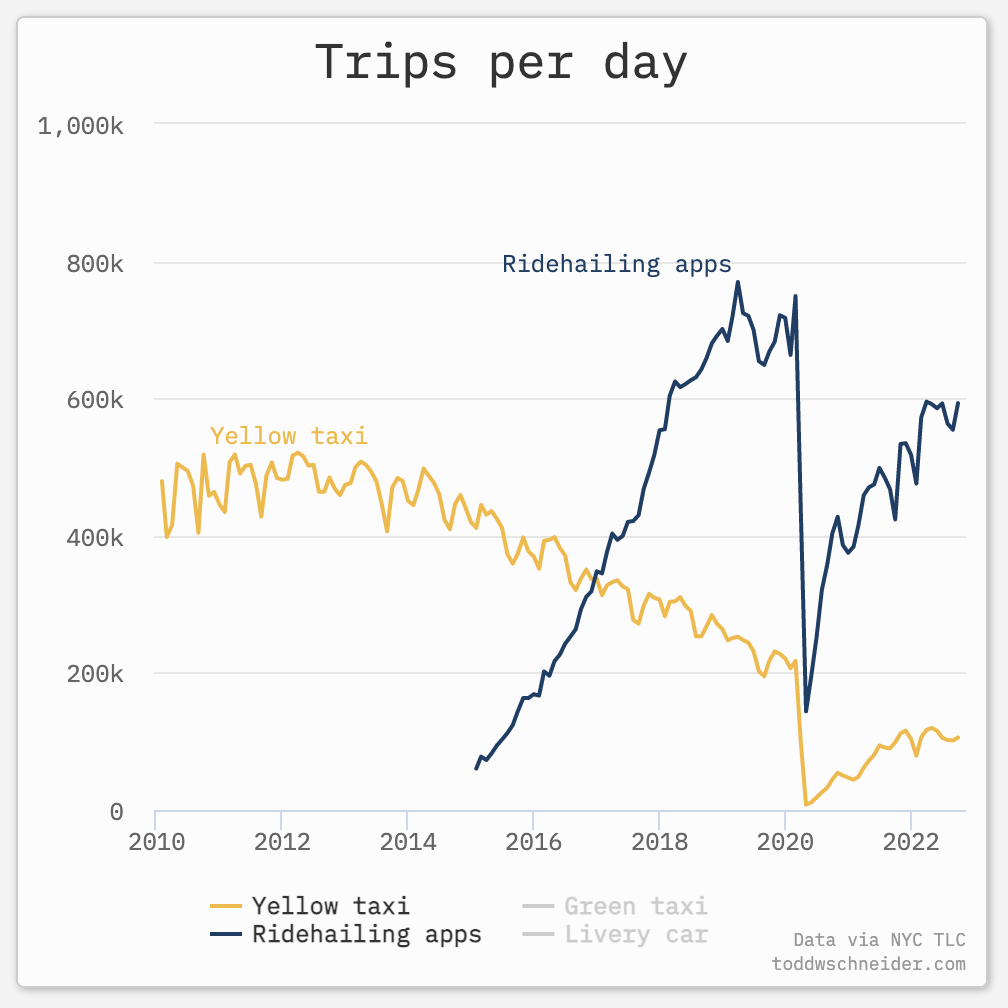 Trips per day
1,000k
800k
Ridehailing apps
600k
Yellow taxi
400k
200k
0
2010 2012 2014 2016 2018 2020 2022
Yellow taxi Green taxi
Ridehailing apps Livery car
Data via NYC TLC
toddwschneider.com